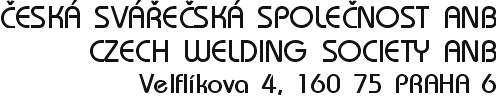 ČESKÁ SVÁŘEČSKÁ SPOLEČNOST ANB
CZECH WELDING SOCIETY ANB
Velflíkova 4, 160 75 PRAHA 6